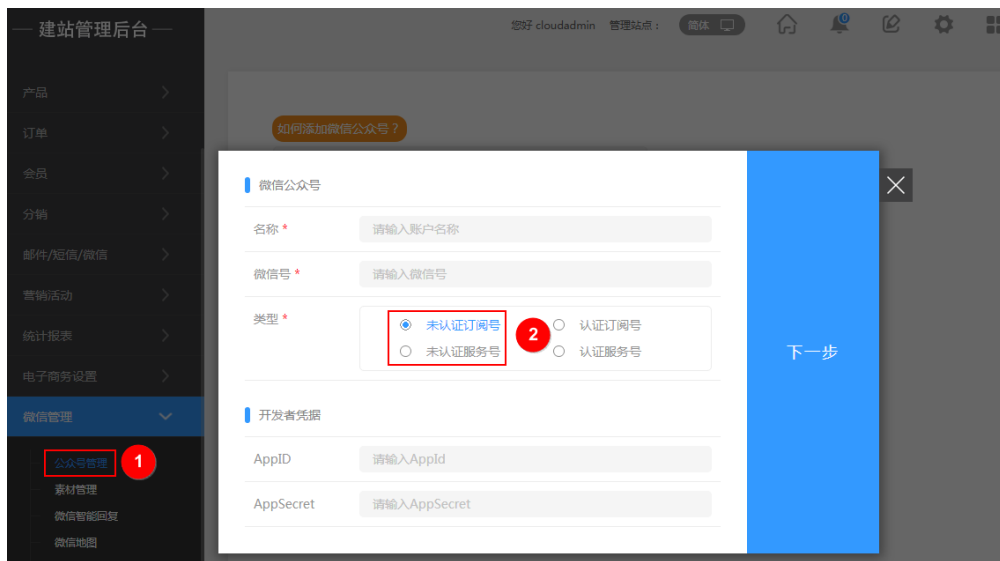 — 建站管理后台 —
您好 cloudadmin 管理站点： 简体
0
产品
订单
会员
分销
邮件/短信/微信
营销活动
统计报表
电子商务设置
微信管理
公众号管理
1
素材管理
微信智能回复
微信地图
如何添加微信公众号？
微信公众号
名称 * 请输入账户名称
微信号 * 请输入微信号
类型 * 未认证订阅号 认证订阅号
2
未认证服务号 认证服务号
开发者凭据
AppID 请输入AppId
AppSecret 请输入AppSecret
下一步